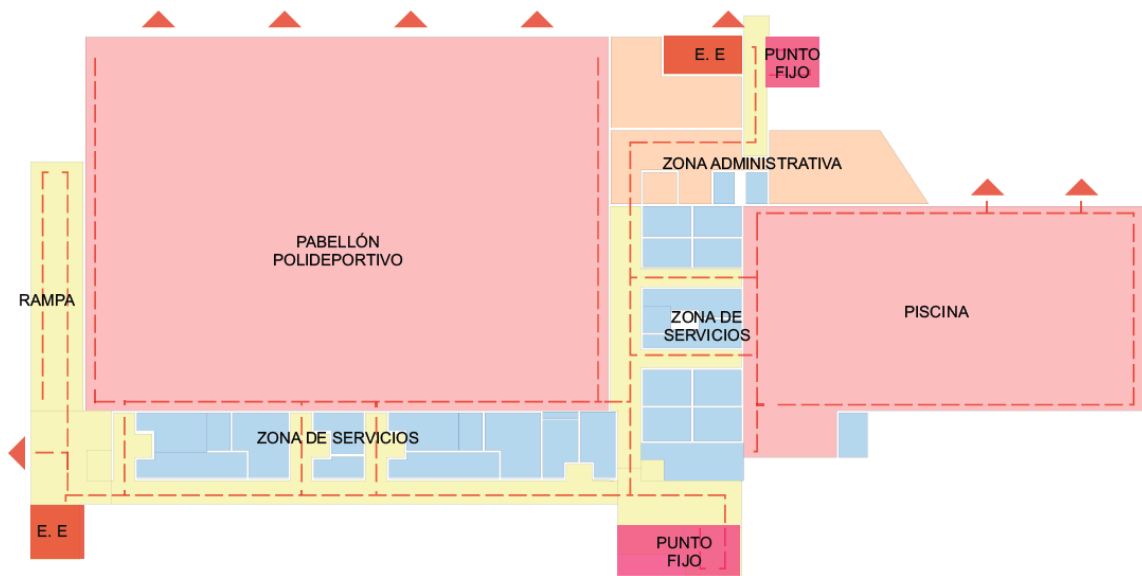 E. E
PUNTO
FIJO
ZONA ADMINISTRATIVA
PABELLÓN
POLIDEPORTIVO
RAMPA
ZONA DE
SERVICIOS
PISCINA
ZONA DE SERVICIOS
E. E
PUNTO
FIJO